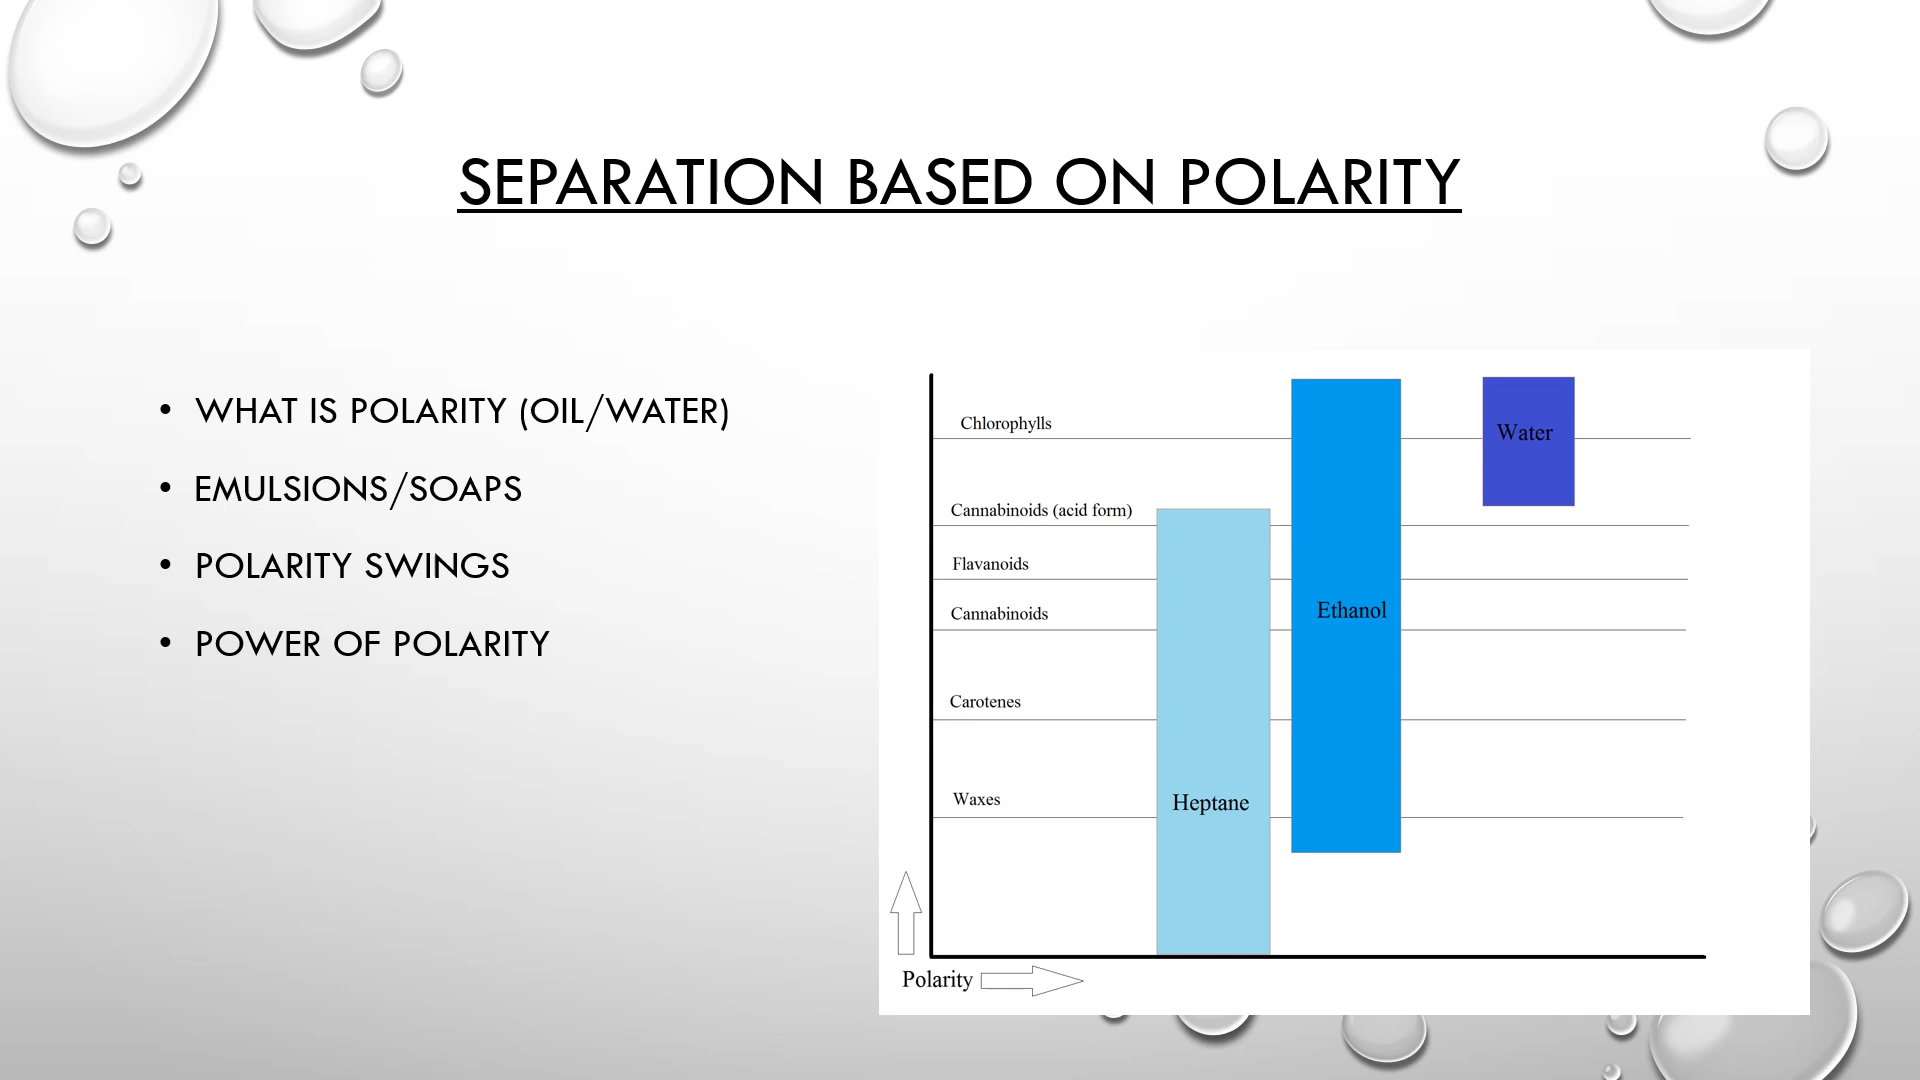 SEPARATION BASED ON POLARITY
• WHAT IS POLARITY (OIL/WATER)
• EMULSIONS/SOAPS
• POLARITY SWINGS
• POWER OF POLARITY
Chlorophylls
Water
Cannabinoids (acid form)
Flavanoids
Cannabinoids
Ethanol
Carotenes
Waxes
Heptane
Polarity